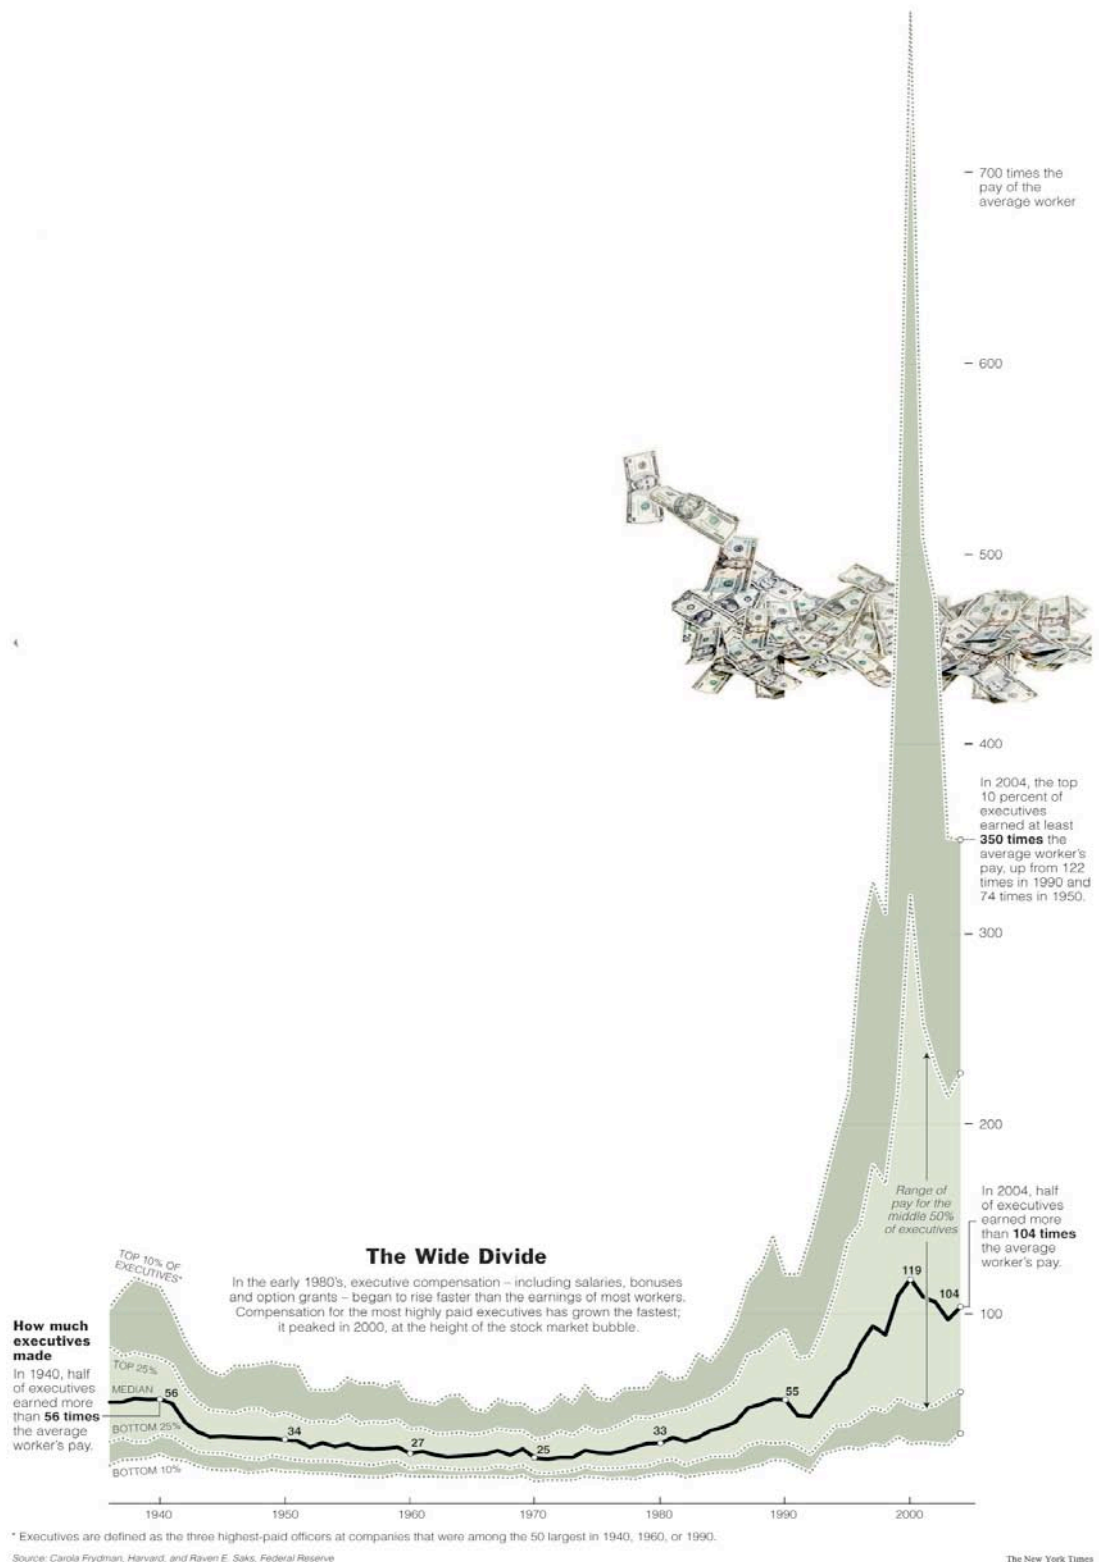 700 times the
pay of the
average worker
600
500
400
In 2004, the top
10 percent of
executives
earned at least
350 times the
average worker's
pay, up from 122
times in 1990 and
74 times in 1950.
300
200
Range of
pay for the
middle 50%
of executives
In 2004, half
of executives
earned more
than 104 times
the average
worker's pay.
119
104
100
TOP 10% OF
EXECUTIVES*
The Wide Divide
In the early 1980's, executive compensation – including salaries, bonuses
and option grants – began to rise faster than the earnings of most workers.
Compensation for the most highly paid executives has grown the fastest;
it peaked in 2000, at the height of the stock market bubble.
How much
executives
made
In 1940, half
of executives
earned more
than 56 times
the average
worker's pay.
TOP 25%
MEDIAN
56
BOTTOM 25%
BOTTOM 10%
34
27
25
33
55
1940 1950 1960 1970 1980 1990 2000
* Executives are defined as the three highest-paid officers at companies that were among the 50 largest in 1940, 1960, or 1990.
Source: Carola Frydman, Harvard, and Raven E. Saks, Federal Reserve
The New York Times